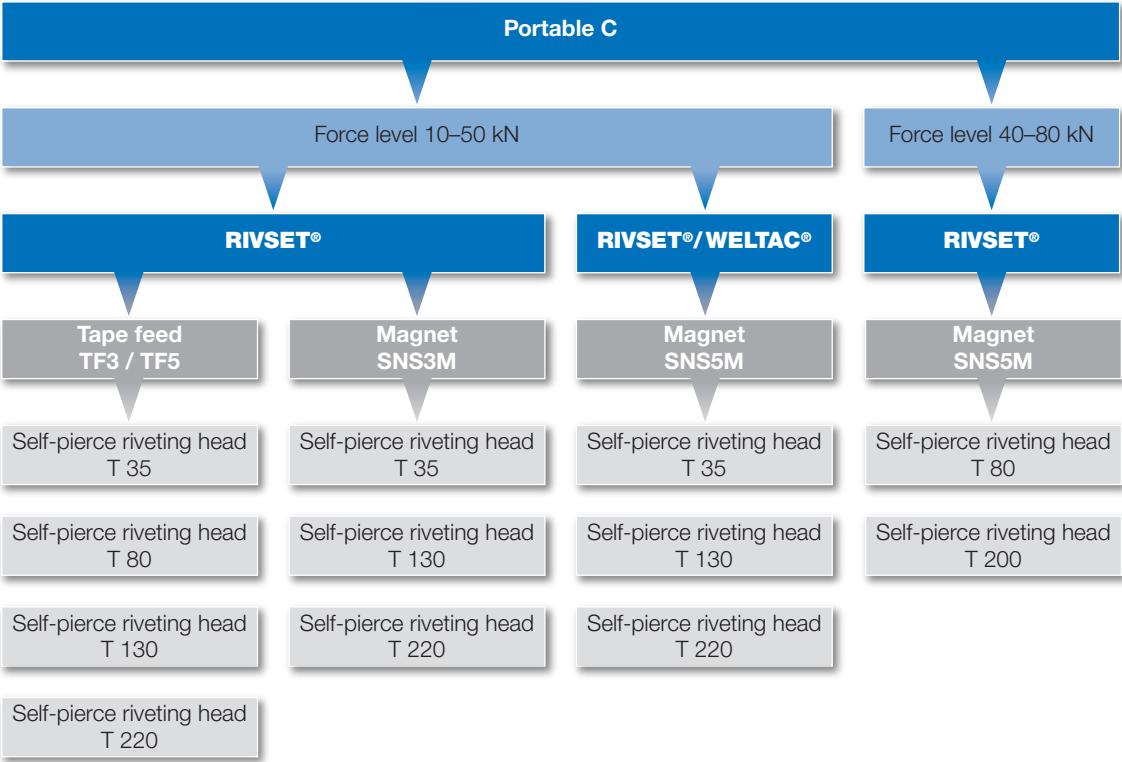 Portable C
Force level 10–50 kN
Force level 40–80 kN
RIVSET®
RIVSET®/WELTAC®
RIVSET®
Tape feed
TF3 / TF5
Magnet
SNS3M
Magnet
SNS5M
Magnet
SNS5M
Self-pierce riveting head
T 35
Self-pierce riveting head
T 35
Self-pierce riveting head
T 35
Self-pierce riveting head
T 80
Self-pierce riveting head
T 80
Self-pierce riveting head
T 130
Self-pierce riveting head
T 130
Self-pierce riveting head
T 200
Self-pierce riveting head
T 130
Self-pierce riveting head
T 220
Self-pierce riveting head
T 220
Self-pierce riveting head
T 220